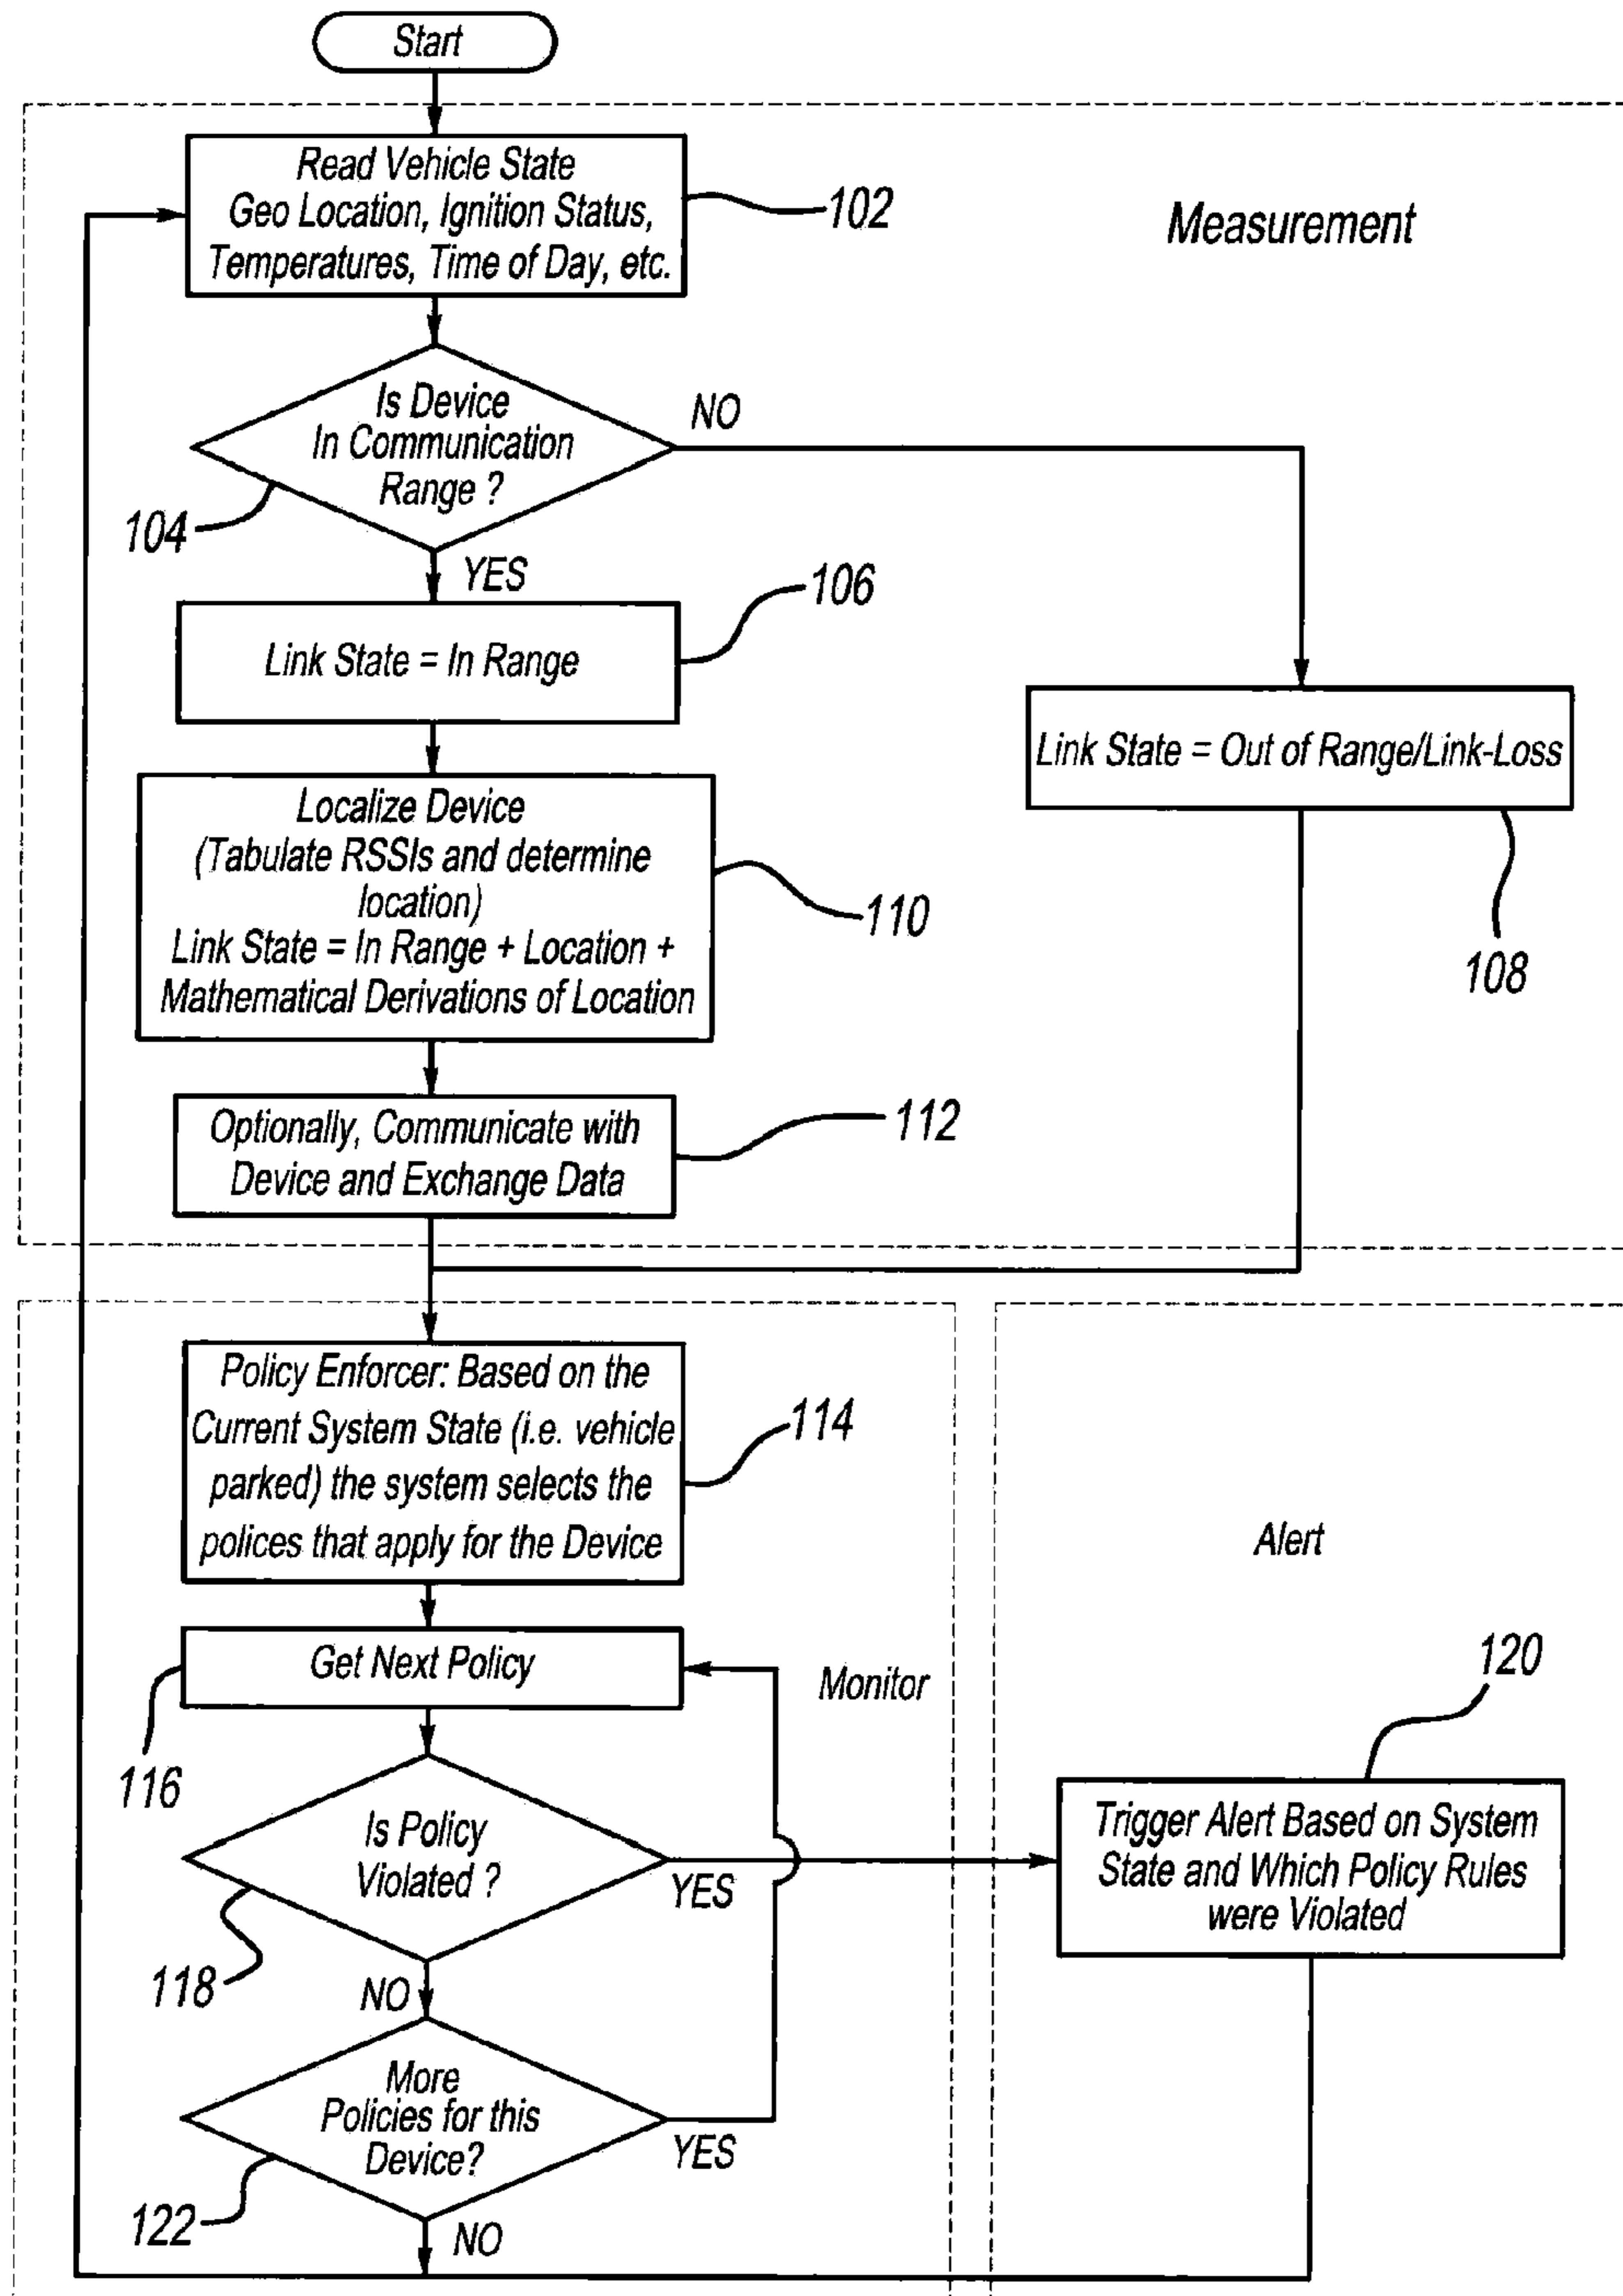 Start
Read Vehicle State
Geo Location, Ignition Status,
Temperatures, Time of Day, etc.
102
Measurement
Is Device
In Communication
Range ?
NO
104
YES
106
Link State = In Range
Link State = Out of Range/Link-Loss
108
Localize Device
(Tabulate RSSIs and determine
location)
Link State = In Range + Location +
Mathematical Derivations of Location
110
Optionally, Communicate with
Device and Exchange Data
112
Policy Enforcer: Based on the
Current System State (i.e. vehicle
parked) the system selects the
polices that apply for the Device
114
Alert
Get Next Policy
Monitor
116
120
Is Policy
Violated ?
YES
118
NO
Trigger Alert Based on System
State and Which Policy Rules
were Violated
More
Policies for this
Device?
YES
122
NO